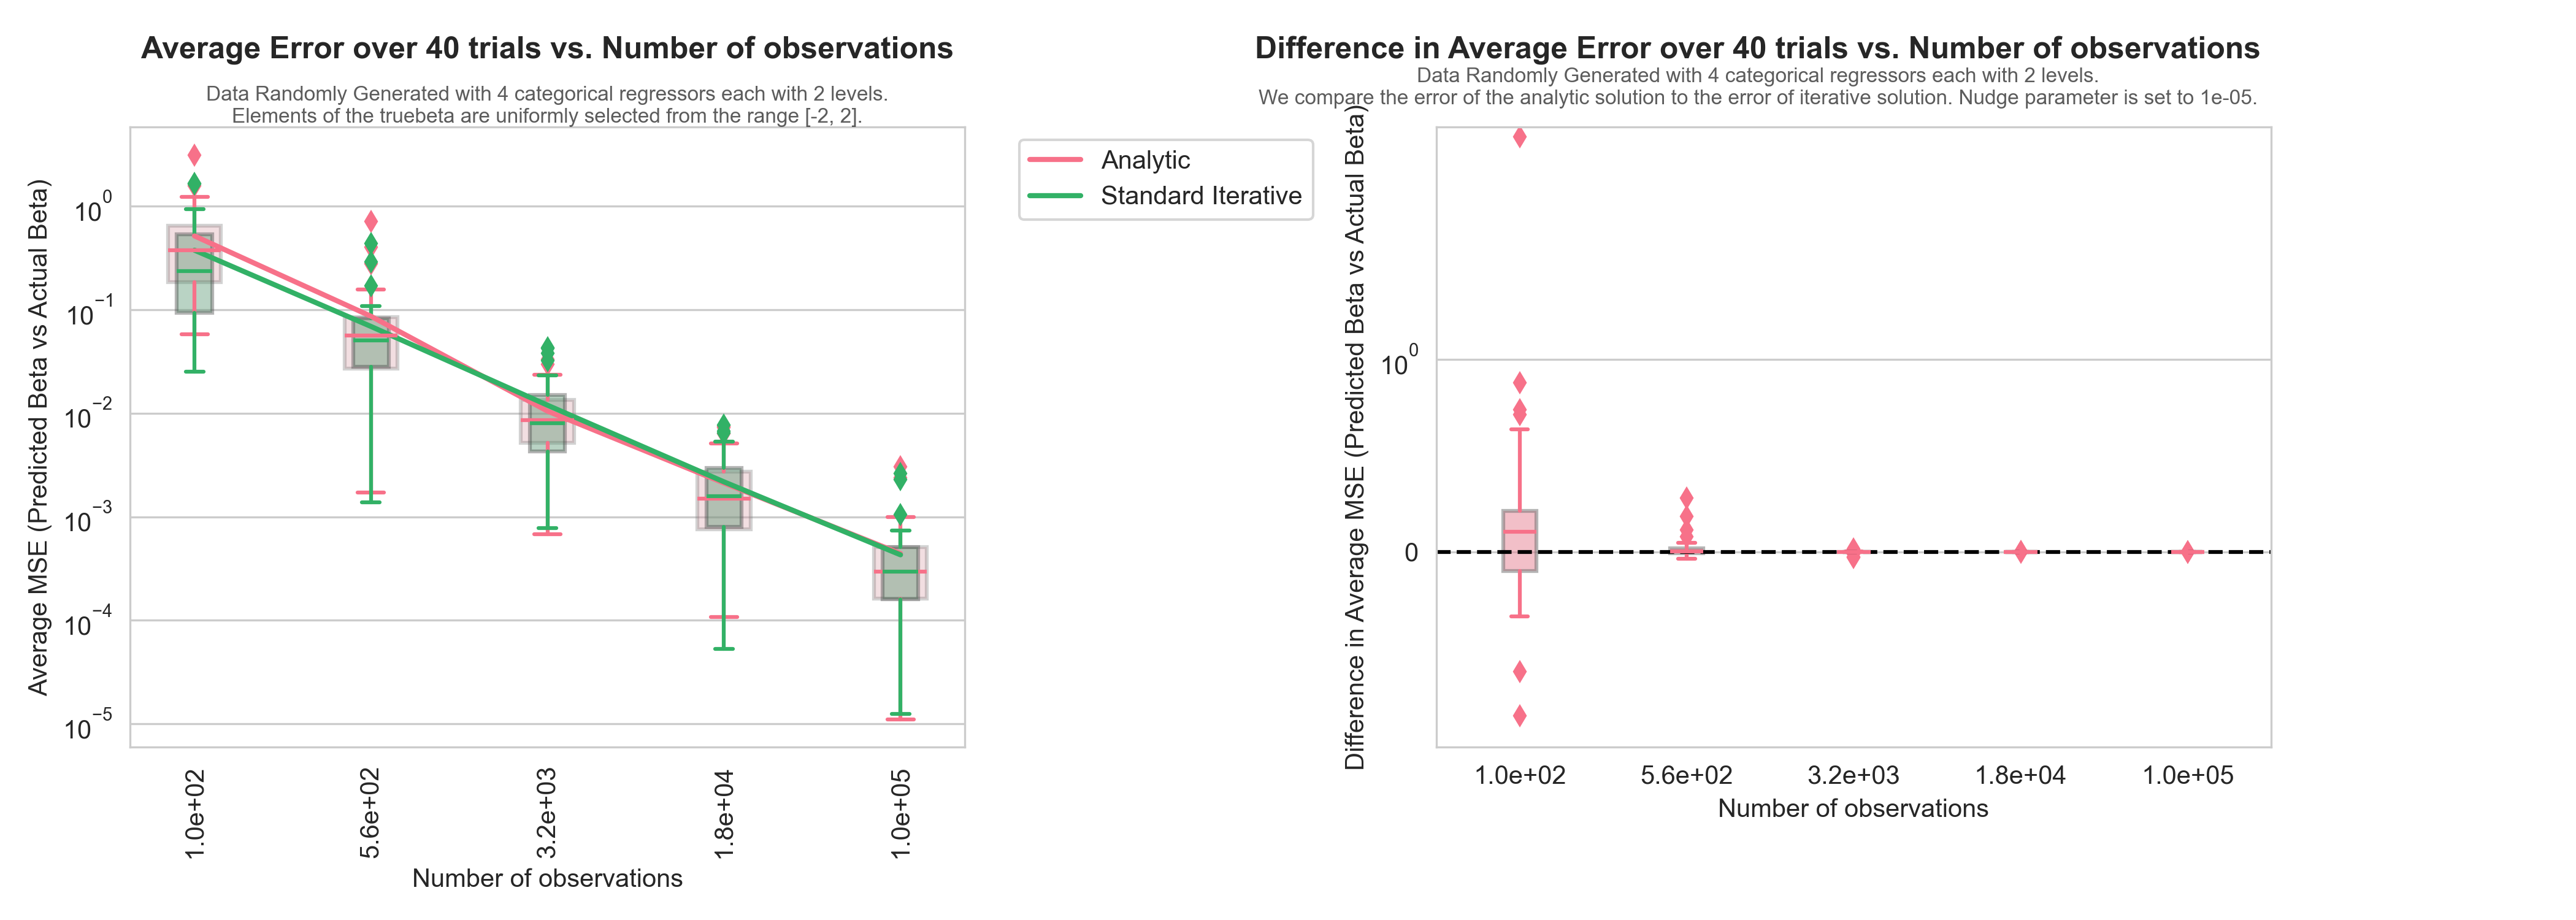 Average Error over 40 trials vs. Number of observations
Data Randomly Generated with 4 categorical regressors each with 2 levels.
Elements of the truebeta are uniformly selected from the range [-2, 2].
Average MSE (Predicted Beta vs Actual Beta)
10^0
10^−1
10^−2
10^−3
10^−4
10^−5
1.0e+02
5.6e+02
3.2e+03
1.8e+04
1.0e+05
Number of observations
Analytic
Standard Iterative
Difference in Average Error over 40 trials vs. Number of observations
Data Randomly Generated with 4 categorical regressors each with 2 levels.
We compare the error of the analytic solution to the error of iterative solution. Nudge parameter is set to 1e-05.
Difference in Average MSE (Predicted Beta vs Actual Beta)
10^0
0
1.0e+02
5.6e+02
3.2e+03
1.8e+04
1.0e+05
Number of observations